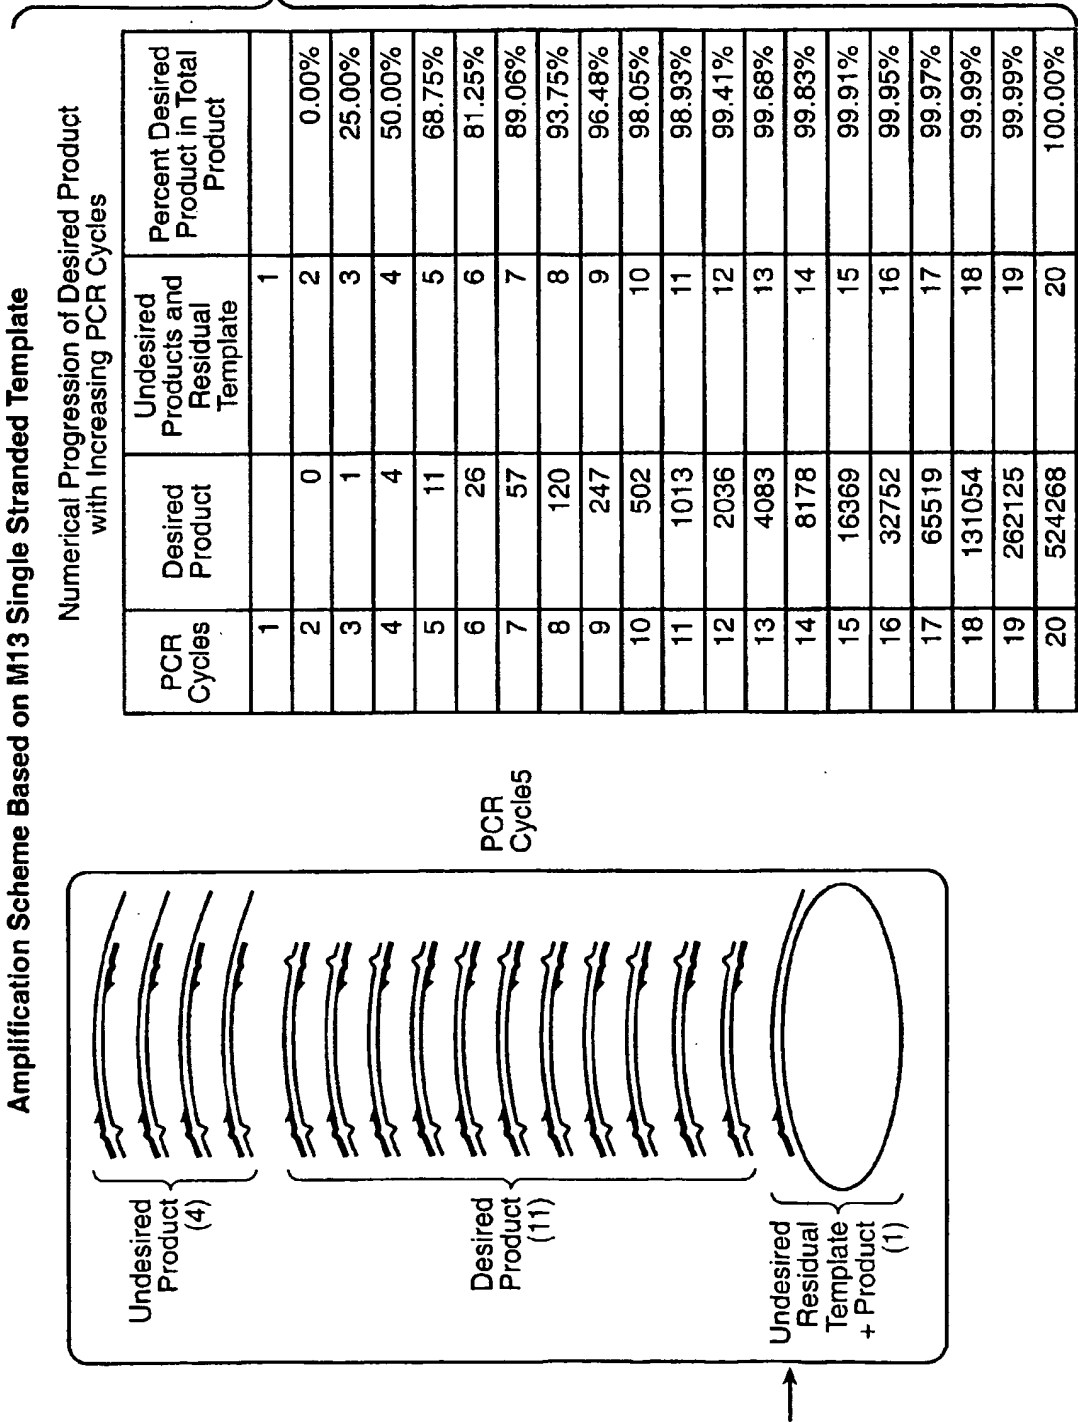 Amplification Scheme Based on M13 Single Stranded Template
Undesired
Product
(4)
Desired
Product
(11)
Undesired
Residual
Template
+ Product
(1)
PCR
Cycle5
Numerical Progression of Desired Product
with Increasing PCR Cycles
PCR
Cycles
Desired
Product
Undesired
Products and
Residual
Template
Percent Desired
Product in Total
Product
1 1
2 0 2 0.00%
3 1 3 25.00%
4 4 4 50.00%
5 11 5 68.75%
6 26 6 81.25%
7 57 7 89.06%
8 120 8 93.75%
9 247 9 96.48%
10 502 10 98.05%
11 1013 11 98.93%
12 2036 12 99.41%
13 4083 13 99.68%
14 8178 14 99.83%
15 16369 15 99.91%
16 32752 16 99.95%
17 65519 17 99.97%
18 131054 18 99.99%
19 262125 19 99.99%
20 524268 20 100.00%